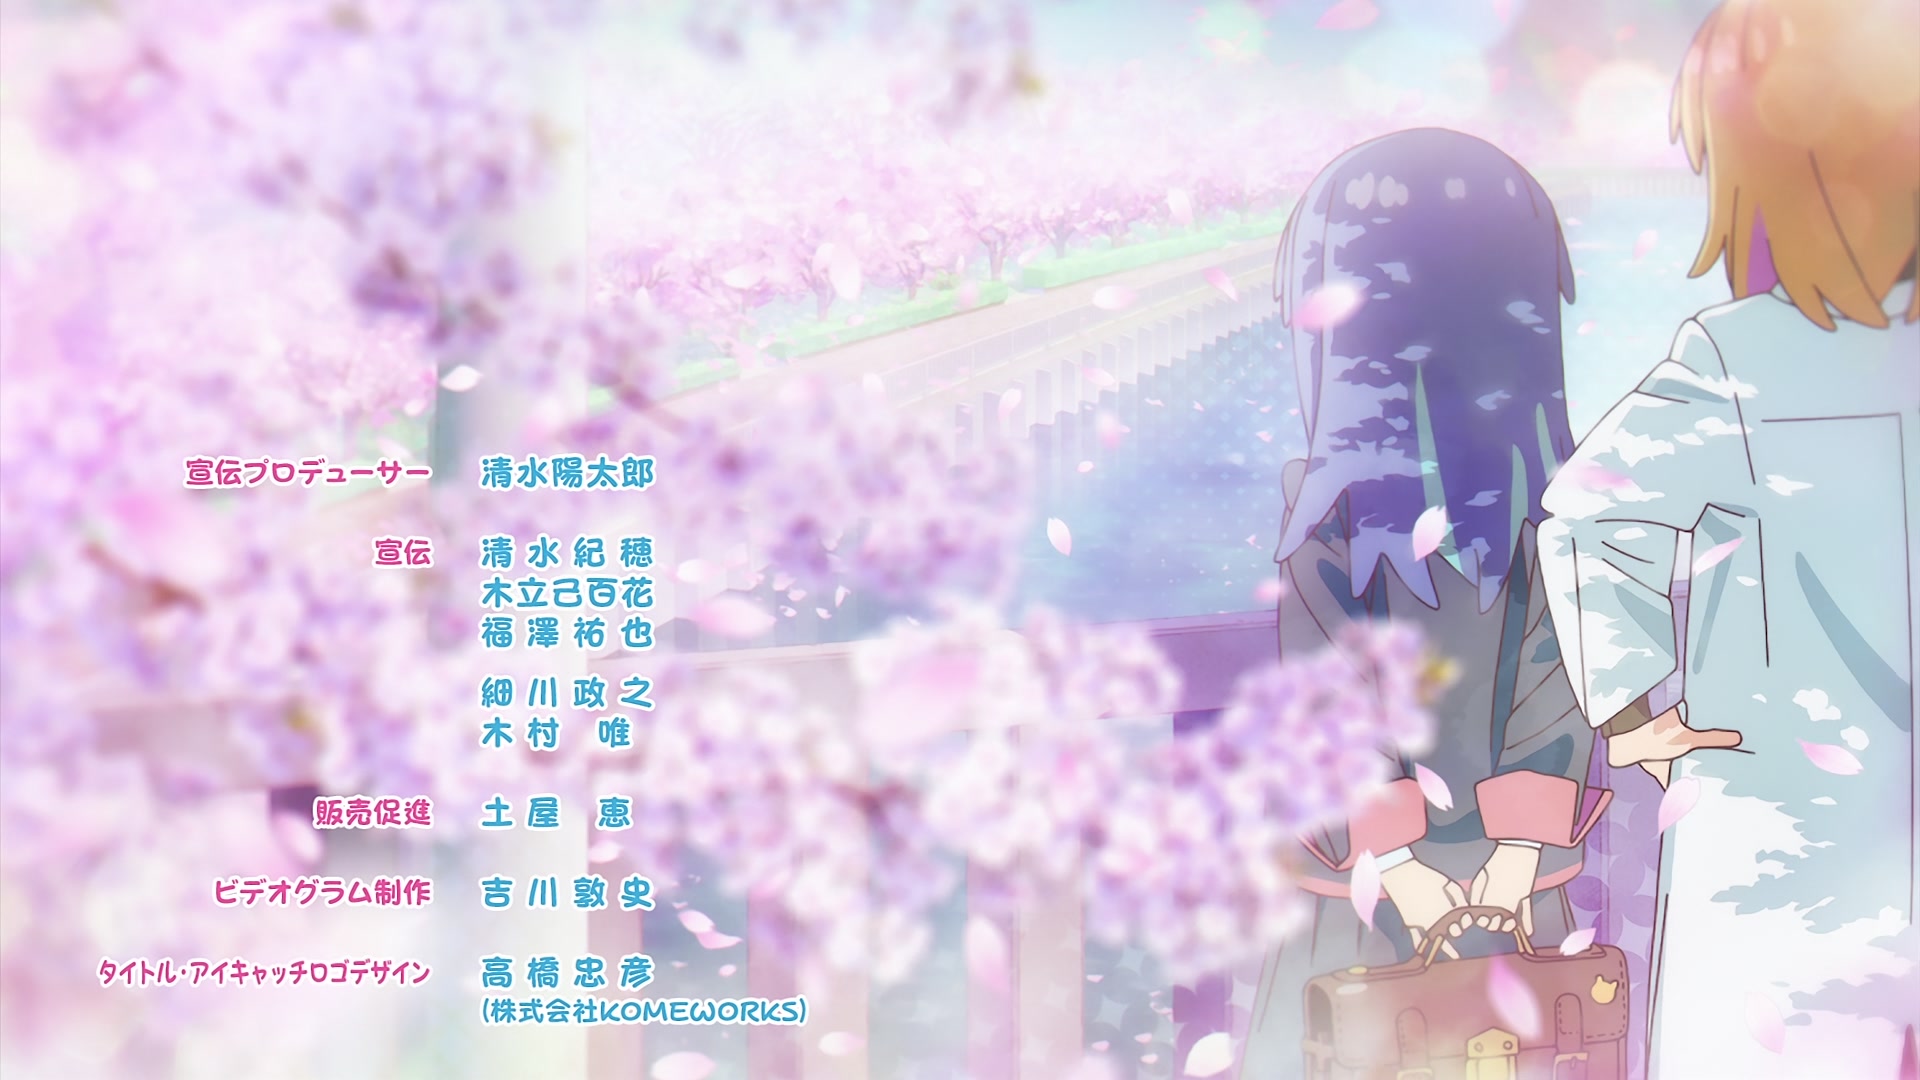 宣伝プロデューサー 清水陽太郎
宣伝 清水紀穂
木立己百花
福澤祐也
細川政之
木村 唯
販売促進 土屋 恵
ビデオグラム制作 吉川敦史
タイトル・アイキャッチロゴデザイン 高橋忠彦
(株式会社KOMEWORKS)